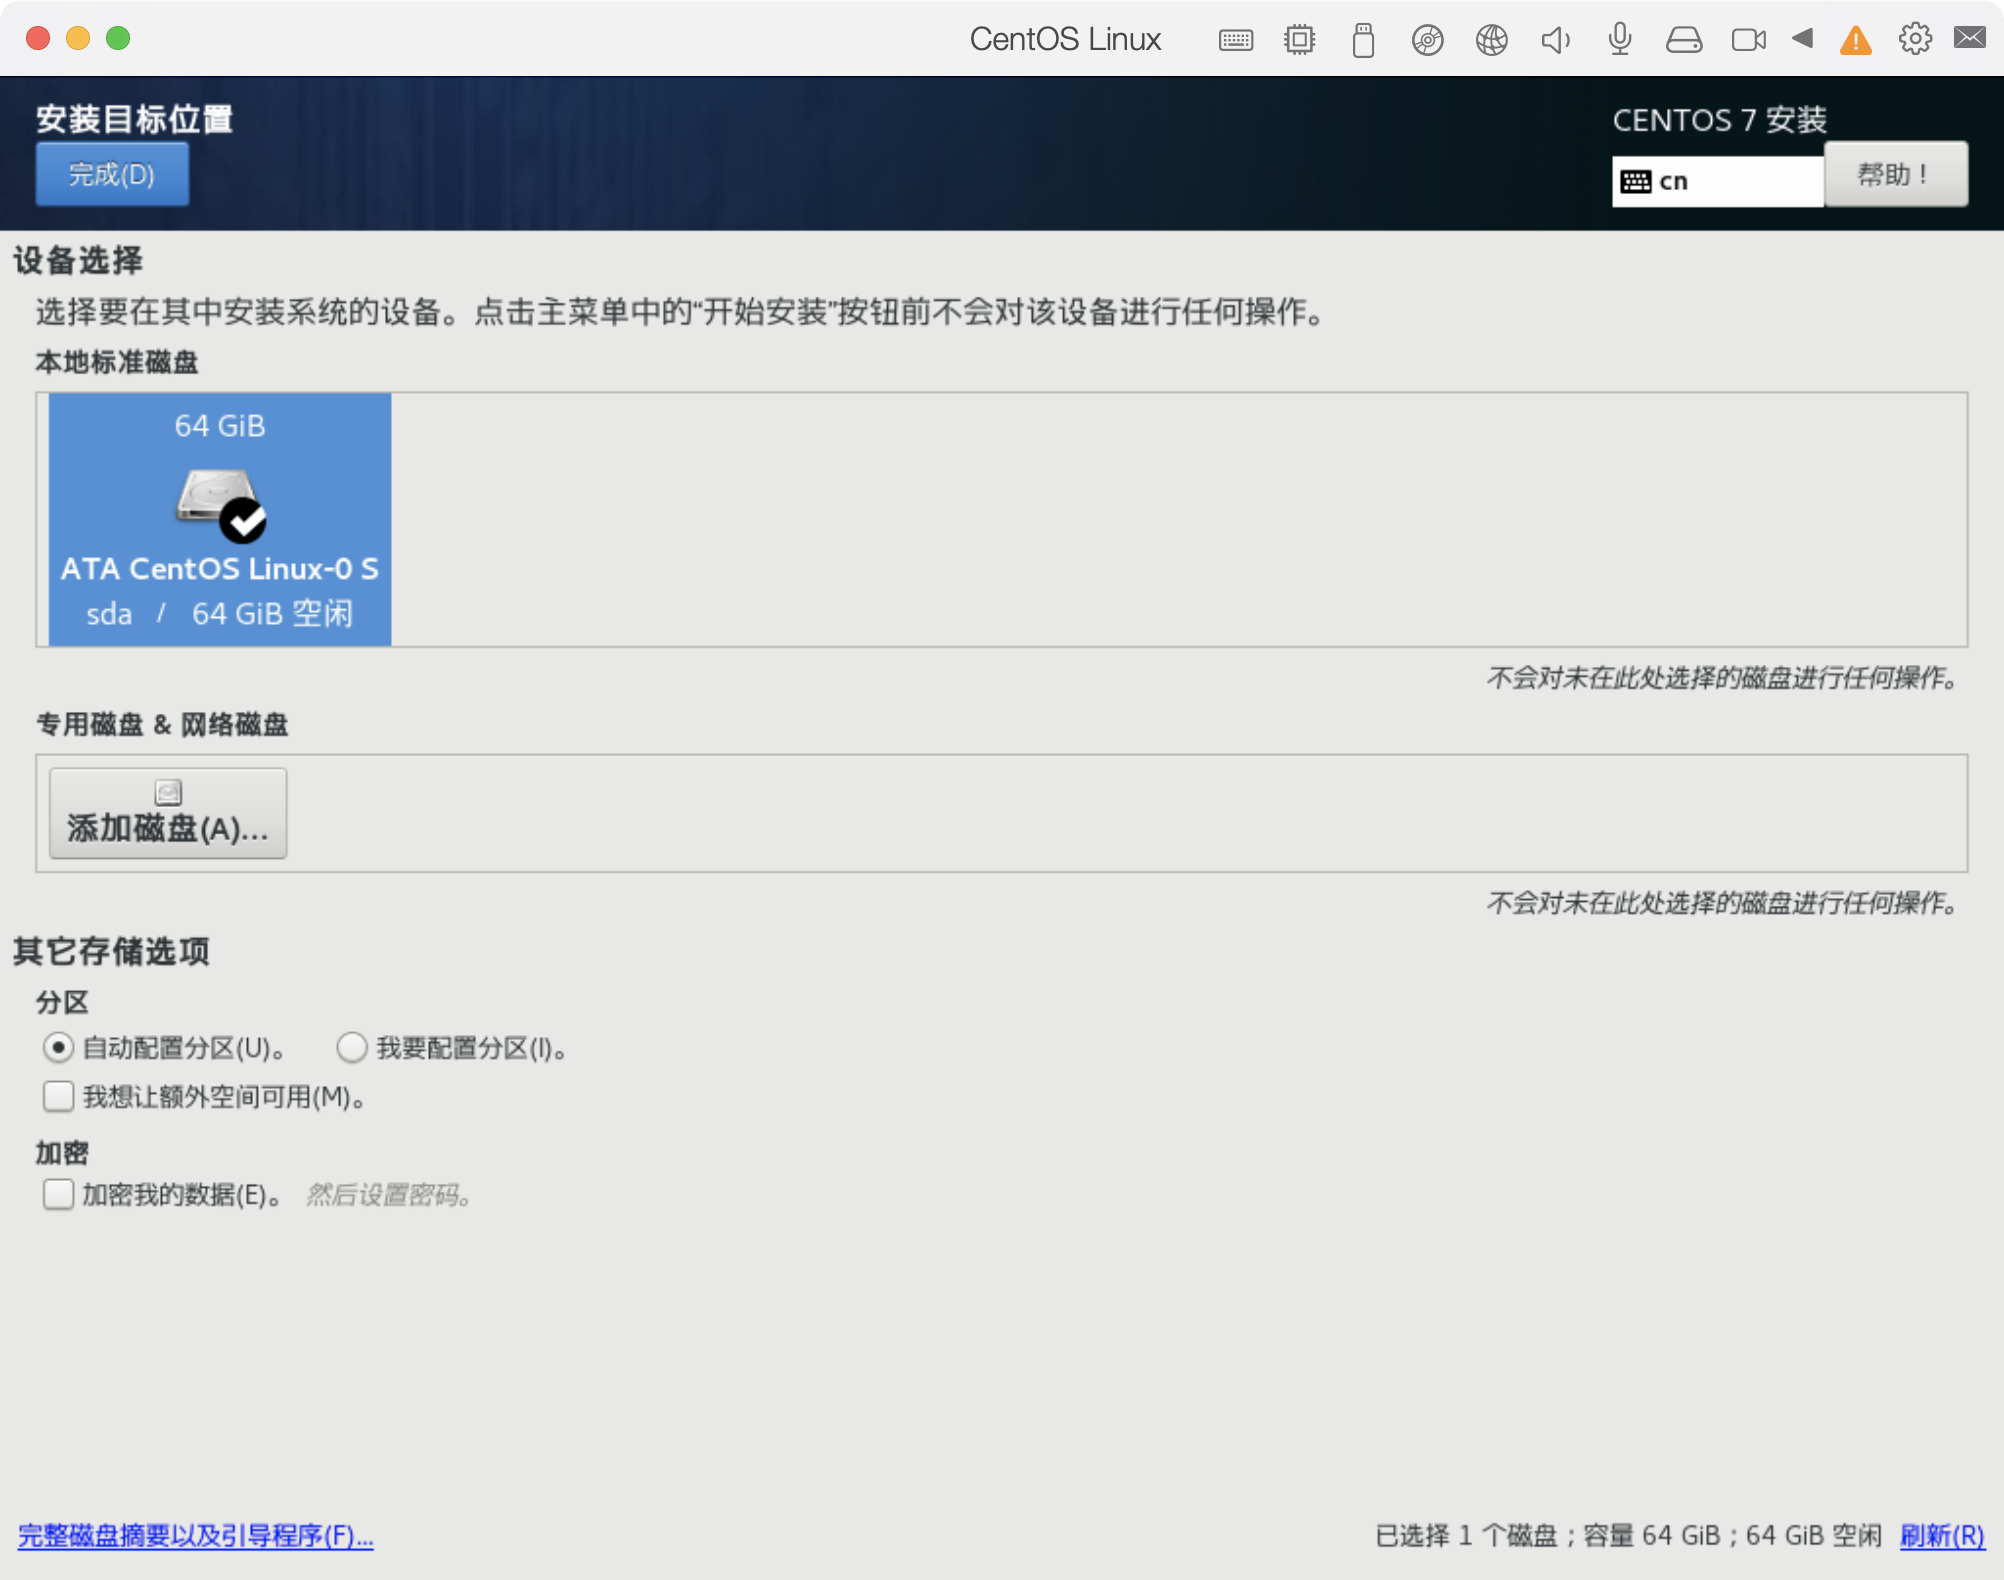 CentOS Linux
安装目标位置
完成(D)
CENTOS 7 安装
cn
帮助！
设备选择
选择要在其中安装系统的设备。点击主菜单中的“开始安装”按钮前不会对该设备进行任何操作。
本地标准磁盘
64 GiB
ATA CentOS Linux-0 S
sda / 64 GiB 空闲
不会对未在此处选择的磁盘进行任何操作。
专用磁盘 & 网络磁盘
添加磁盘(A)...
不会对未在此处选择的磁盘进行任何操作。
其它存储选项
分区
自动配置分区(U)。 我要配置分区(I)。
我想让额外空间可用(M)。
加密
加密我的数据(E)。 然后设置密码。
完整磁盘摘要以及引导程序(F)...
已选择 1 个磁盘；容量 64 GiB；64 GiB 空闲 刷新(R)